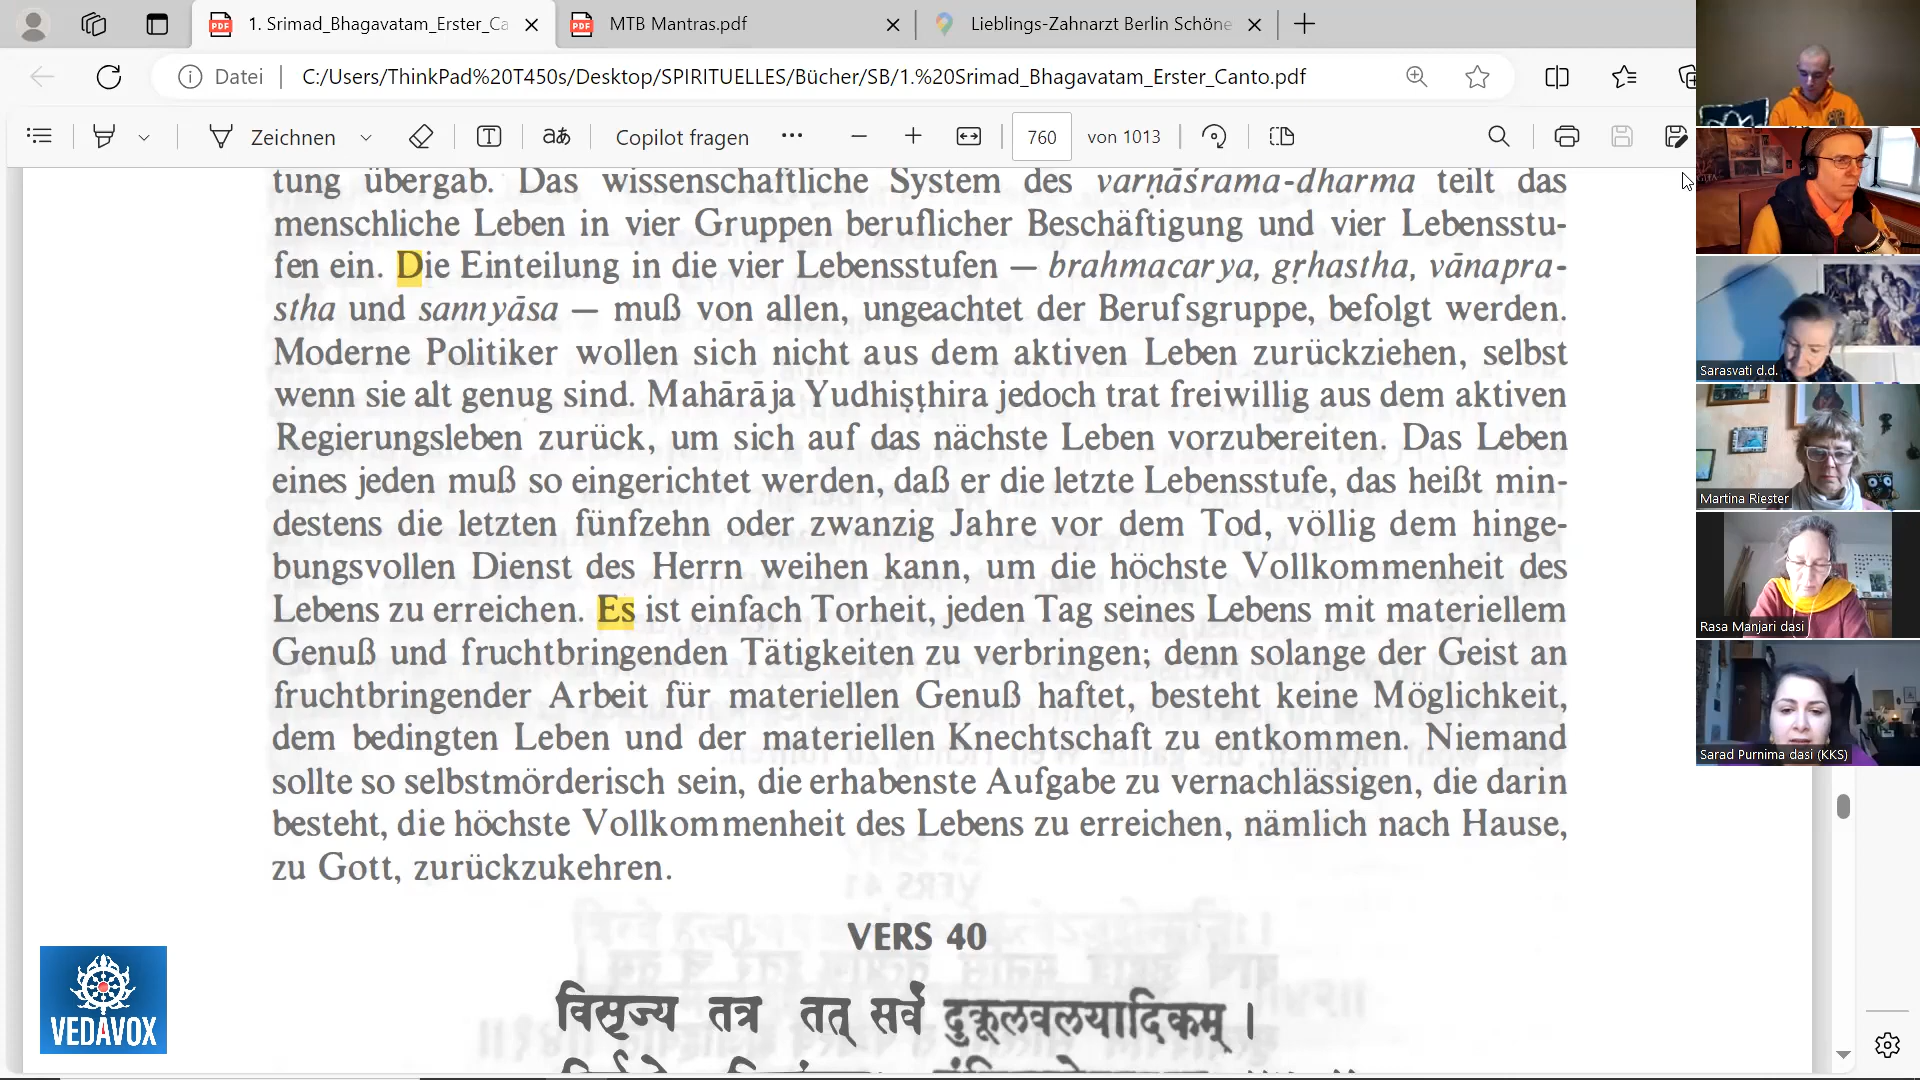 1. Srimad_Bhagavatam_Erster_Ca
MTB Mantras.pdf
Lieblings-Zahnarzt Berlin Schöne
Datei
C:/Users/ThinkPad%20T450s/Desktop/SPIRITUELLES/Bücher/SB/1.%20Srimad_Bhagavatam_Erster_Canto.pdf
Zeichnen
aあ
Copilot fragen
760
von 1013
tung übergab. Das wissenschaftliche System des varṇāśrama-dharma teilt das
menschliche Leben in vier Gruppen beruflicher Beschäftigung und vier Lebensstu-
fen ein. Die Einteilung in die vier Lebensstufen — brahmacarya, gṛhastha, vānapra-
stha und sannyāsa — muß von allen, ungeachtet der Berufsgruppe, befolgt werden.
Moderne Politiker wollen sich nicht aus dem aktiven Leben zurückziehen, selbst
wenn sie alt genug sind. Mahārāja Yudhiṣṭhira jedoch trat freiwillig aus dem aktiven
Regierungsleben zurück, um sich auf das nächste Leben vorzubereiten. Das Leben
eines jeden muß so eingerichtet werden, daß er die letzte Lebensstufe, das heißt min-
destens die letzten fünfzehn oder zwanzig Jahre vor dem Tod, völlig dem hinge-
bungsvollen Dienst des Herrn weihen kann, um die höchste Vollkommenheit des
Lebens zu erreichen. Es ist einfach Torheit, jeden Tag seines Lebens mit materiellem
Genuß und fruchtbringenden Tätigkeiten zu verbringen; denn solange der Geist an
fruchtbringender Arbeit für materiellen Genuß haftet, besteht keine Möglichkeit,
dem bedingten Leben und der materiellen Knechtschaft zu entkommen. Niemand
sollte so selbstmörderisch sein, die erhabenste Aufgabe zu vernachlässigen, die darin
besteht, die höchste Vollkommenheit des Lebens zu erreichen, nämlich nach Hause,
zu Gott, zurückzukehren.
VERS 40
विसृज्य तत्र तत् सर्वं दुकूलवलयादिकम् ।
VEDAVOX
Sarasvati d.d.
Martina Riester
Rasa Manjari dasi
Sarad Purnima dasi (KKS)